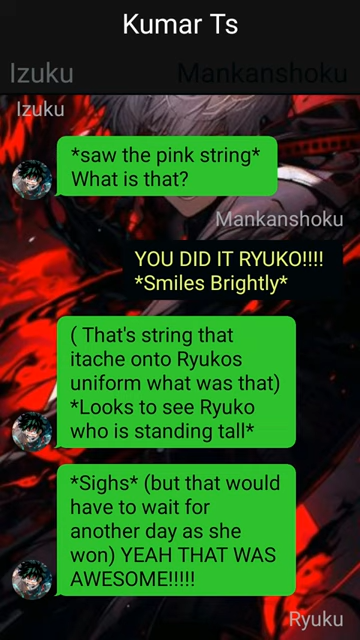 Kumar Ts
Izuku
Mankanshoku
Izuku
*saw the pink string*
What is that?
Mankanshoku
YOU DID IT RYUKO!!!!
*Smiles Brightly*
( That's string that
itache onto Ryukos
uniform what was that)
*Looks to see Ryuko
who is standing tall*
*Sighs* (but that would
have to wait for
another day as she
won) YEAH THAT WAS
AWESOME!!!!!
Ryuku